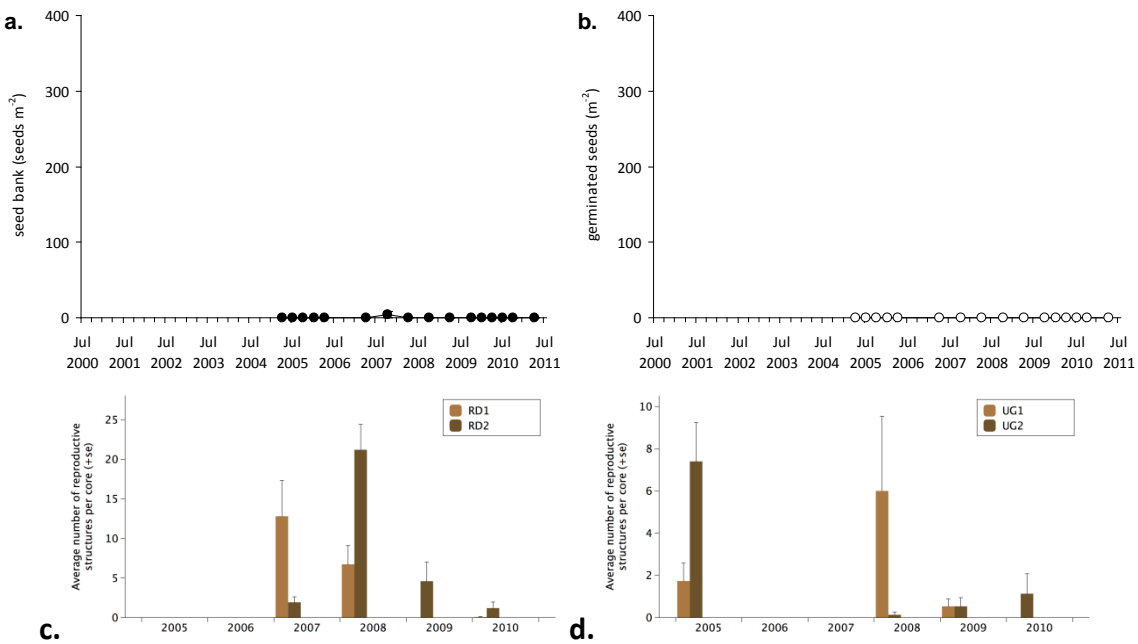 a.
seed bank (seeds m-2)
400
300
200
100
0
Jul Jul Jul Jul Jul Jul Jul Jul Jul Jul Jul Jul
2000 2001 2002 2003 2004 2005 2006 2007 2008 2009 2010 2011
b.
germinated seeds (m-2)
400
300
200
100
0
Jul Jul Jul Jul Jul Jul Jul Jul Jul Jul Jul Jul
2000 2001 2002 2003 2004 2005 2006 2007 2008 2009 2010 2011
c.
Average number of reproductive
structures per core (+se)
25
20
15
10
5
0
RD1
RD2
2005 2006 2007 2008 2009 2010
d.
Average number of reproductive
structures per core (+se)
10
8
6
4
2
0
UG1
UG2
2005 2006 2007 2008 2009 2010